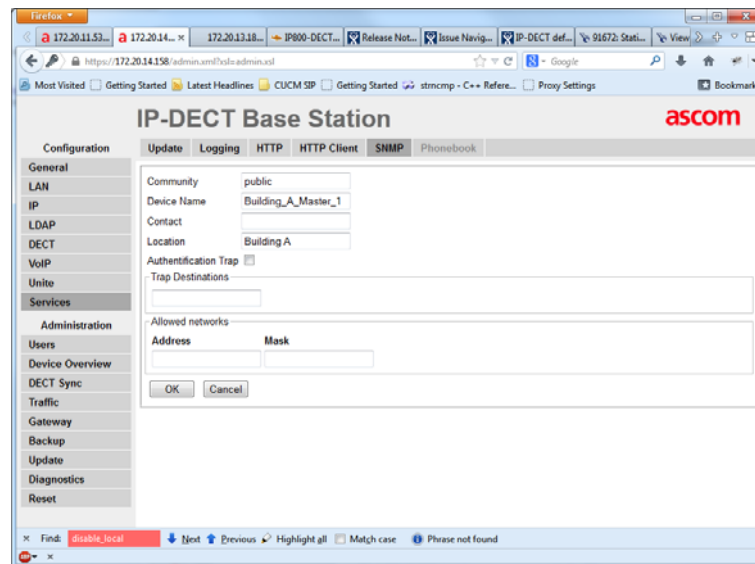 Firefox
172.20.11.53... 172.20.14... × 172.20.13.18... IP800-DECT... Release Not... Issue Navig... IP-DECT def... 91672: Stati... View
https://172.20.14.158/admin.xml?xsl=admin.xsl Google
Most Visited Getting Started Latest Headlines CUCM SIP Getting Started strncmp - C++ Refere... Proxy Settings Bookmark
IP-DECT Base Station
ascom
Configuration
Update Logging HTTP HTTP Client SNMP Phonebook
General
LAN
IP
LDAP
DECT
VoIP
Unite
Services
Administration
Users
Device Overview
DECT Sync
Traffic
Gateway
Backup
Update
Diagnostics
Reset
Community public
Device Name Building_A_Master_1
Contact
Location Building A
Authentification Trap
Trap Destinations
Allowed networks
Address Mask
OK Cancel
× Find: disable_local Next Previous Highlight all Match case Phrase not found
×